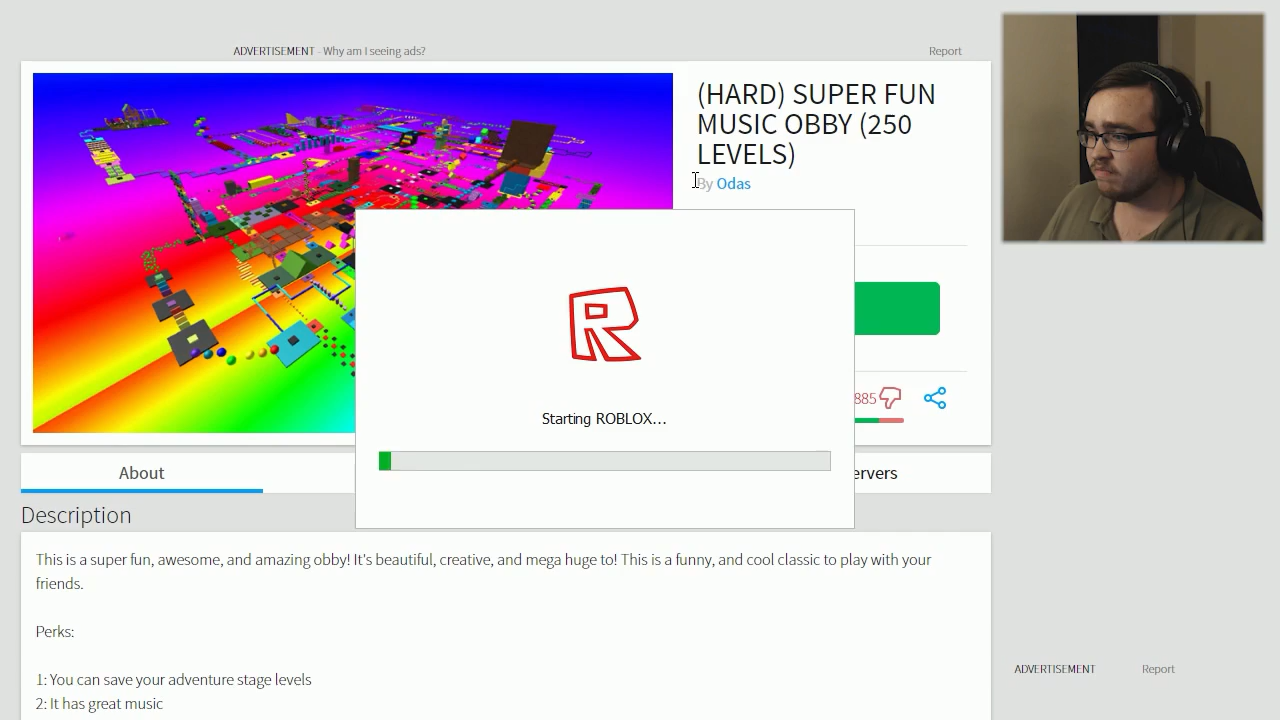 ADVERTISEMENT - Why am I seeing ads?
Report
(HARD) SUPER FUN
MUSIC OBBY (250
LEVELS)
By Odas
R
Starting ROBLOX...
885
About
ervers
Description
This is a super fun, awesome, and amazing obby! It's beautiful, creative, and mega huge to! This is a funny, and cool classic to play with your
friends.
Perks:
1: You can save your adventure stage levels
2: It has great music
ADVERTISEMENT
Report